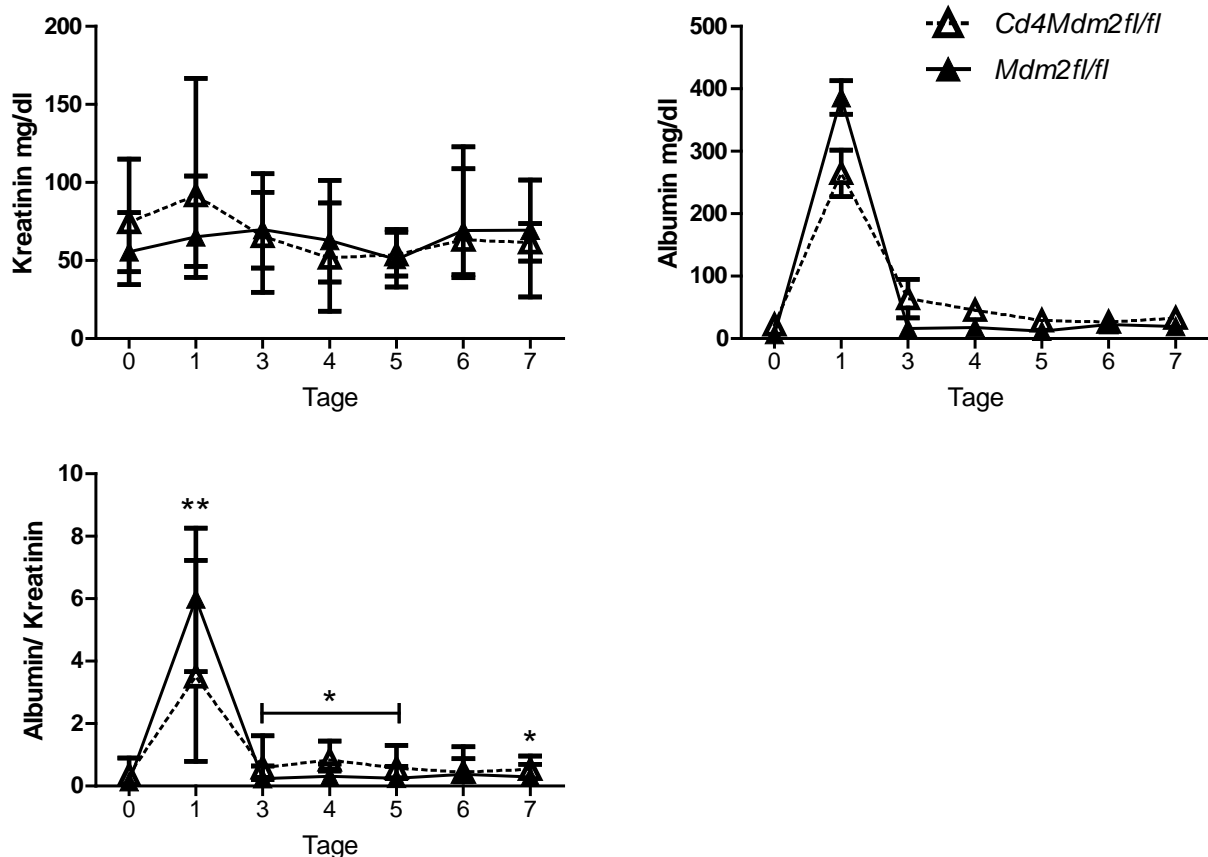 Cd4Mdm2fl/fl
Mdm2fl/fl
Kreatinin mg/dl
200
150
100
50
0
0 1 3 4 5 6 7
Tage
Albumin mg/dl
500
400
300
200
100
0
0 1 3 4 5 6 7
Tage
Albumin/ Kreatinin
10
8
6
4
2
0
**
*
*
0 1 3 4 5 6 7
Tage